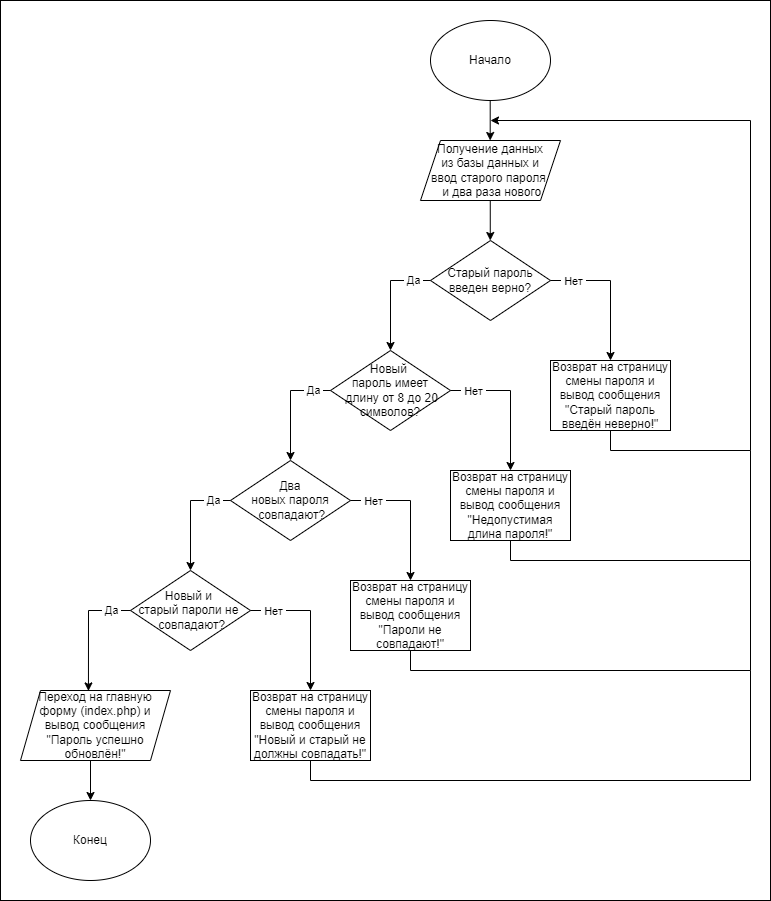 Начало
Получение данных
из базы данных и
ввод старого пароля
и два раза нового
Старый пароль
введен верно?
Да
Нет
Новый
пароль имеет
длину от 8 до 20
символов?
Да
Нет
Возврат на страницу
смены пароля и
вывод сообщения
"Старый пароль
введён неверно!"
Два
новых пароля
совпадают?
Да
Нет
Возврат на страницу
смены пароля и
вывод сообщения
"Недопустимая
длина пароля!"
Новый и
старый пароли не
совпадают?
Да
Нет
Возврат на страницу
смены пароля и
вывод сообщения
"Пароли не
совпадают!"
Переход на главную
форму (index.php) и
вывод сообщения
"Пароль успешно
обновлён!"
Возврат на страницу
смены пароля и
вывод сообщения
"Новый и старый не
должны совпадать!"
Конец